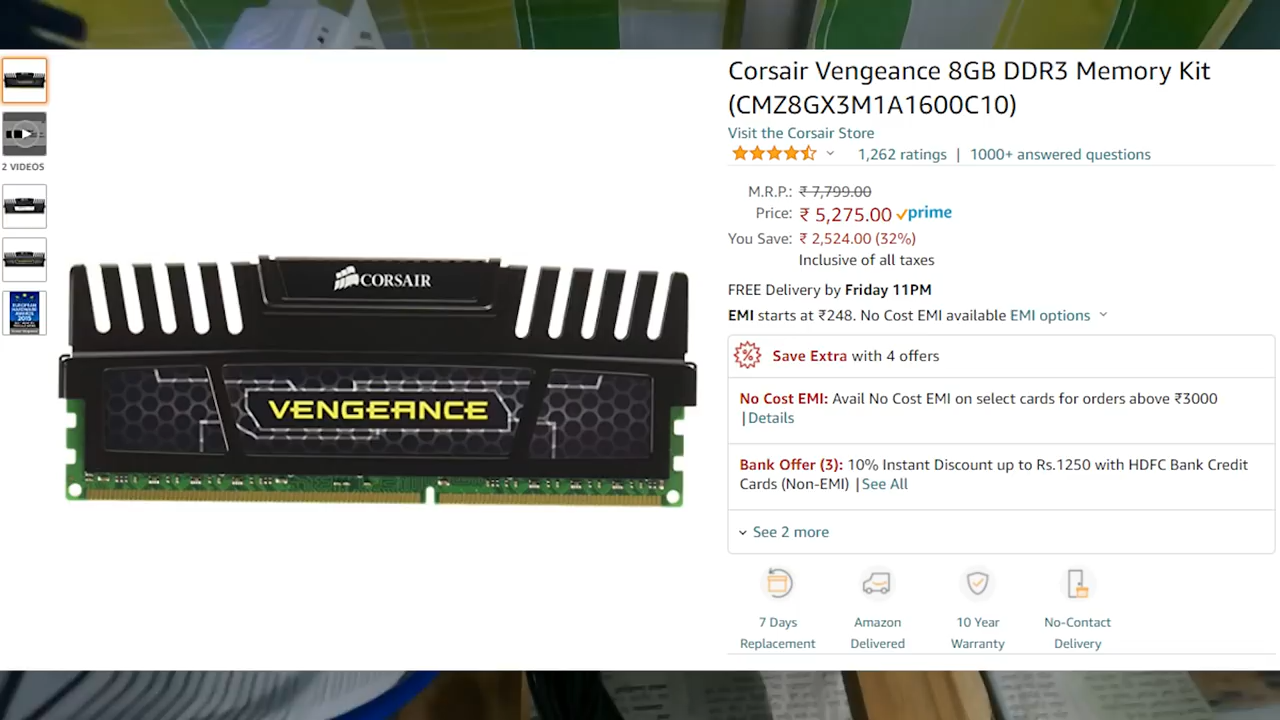 Corsair Vengeance 8GB DDR3 Memory Kit
(CMZ8GX3M1A1600C10)
Visit the Corsair Store
1,262 ratings | 1000+ answered questions
2 VIDEOS
M.R.P.: ₹ 7,799.00
Price: ₹ 5,275.00 prime
You Save: ₹ 2,524.00 (32%)
Inclusive of all taxes
FREE Delivery by Friday 11PM
EMI starts at ₹248. No Cost EMI available EMI options
Save Extra with 4 offers
No Cost EMI: Avail No Cost EMI on select cards for orders above ₹3000
| Details
Bank Offer (3): 10% Instant Discount up to Rs.1250 with HDFC Bank Credit
Cards (Non-EMI) | See All
See 2 more
7 Days
Replacement
Amazon
Delivered
10 Year
Warranty
No-Contact
Delivery
CORSAIR
VENGEANCE
EUROPEAN
HARDWARE
AWARDS
2015